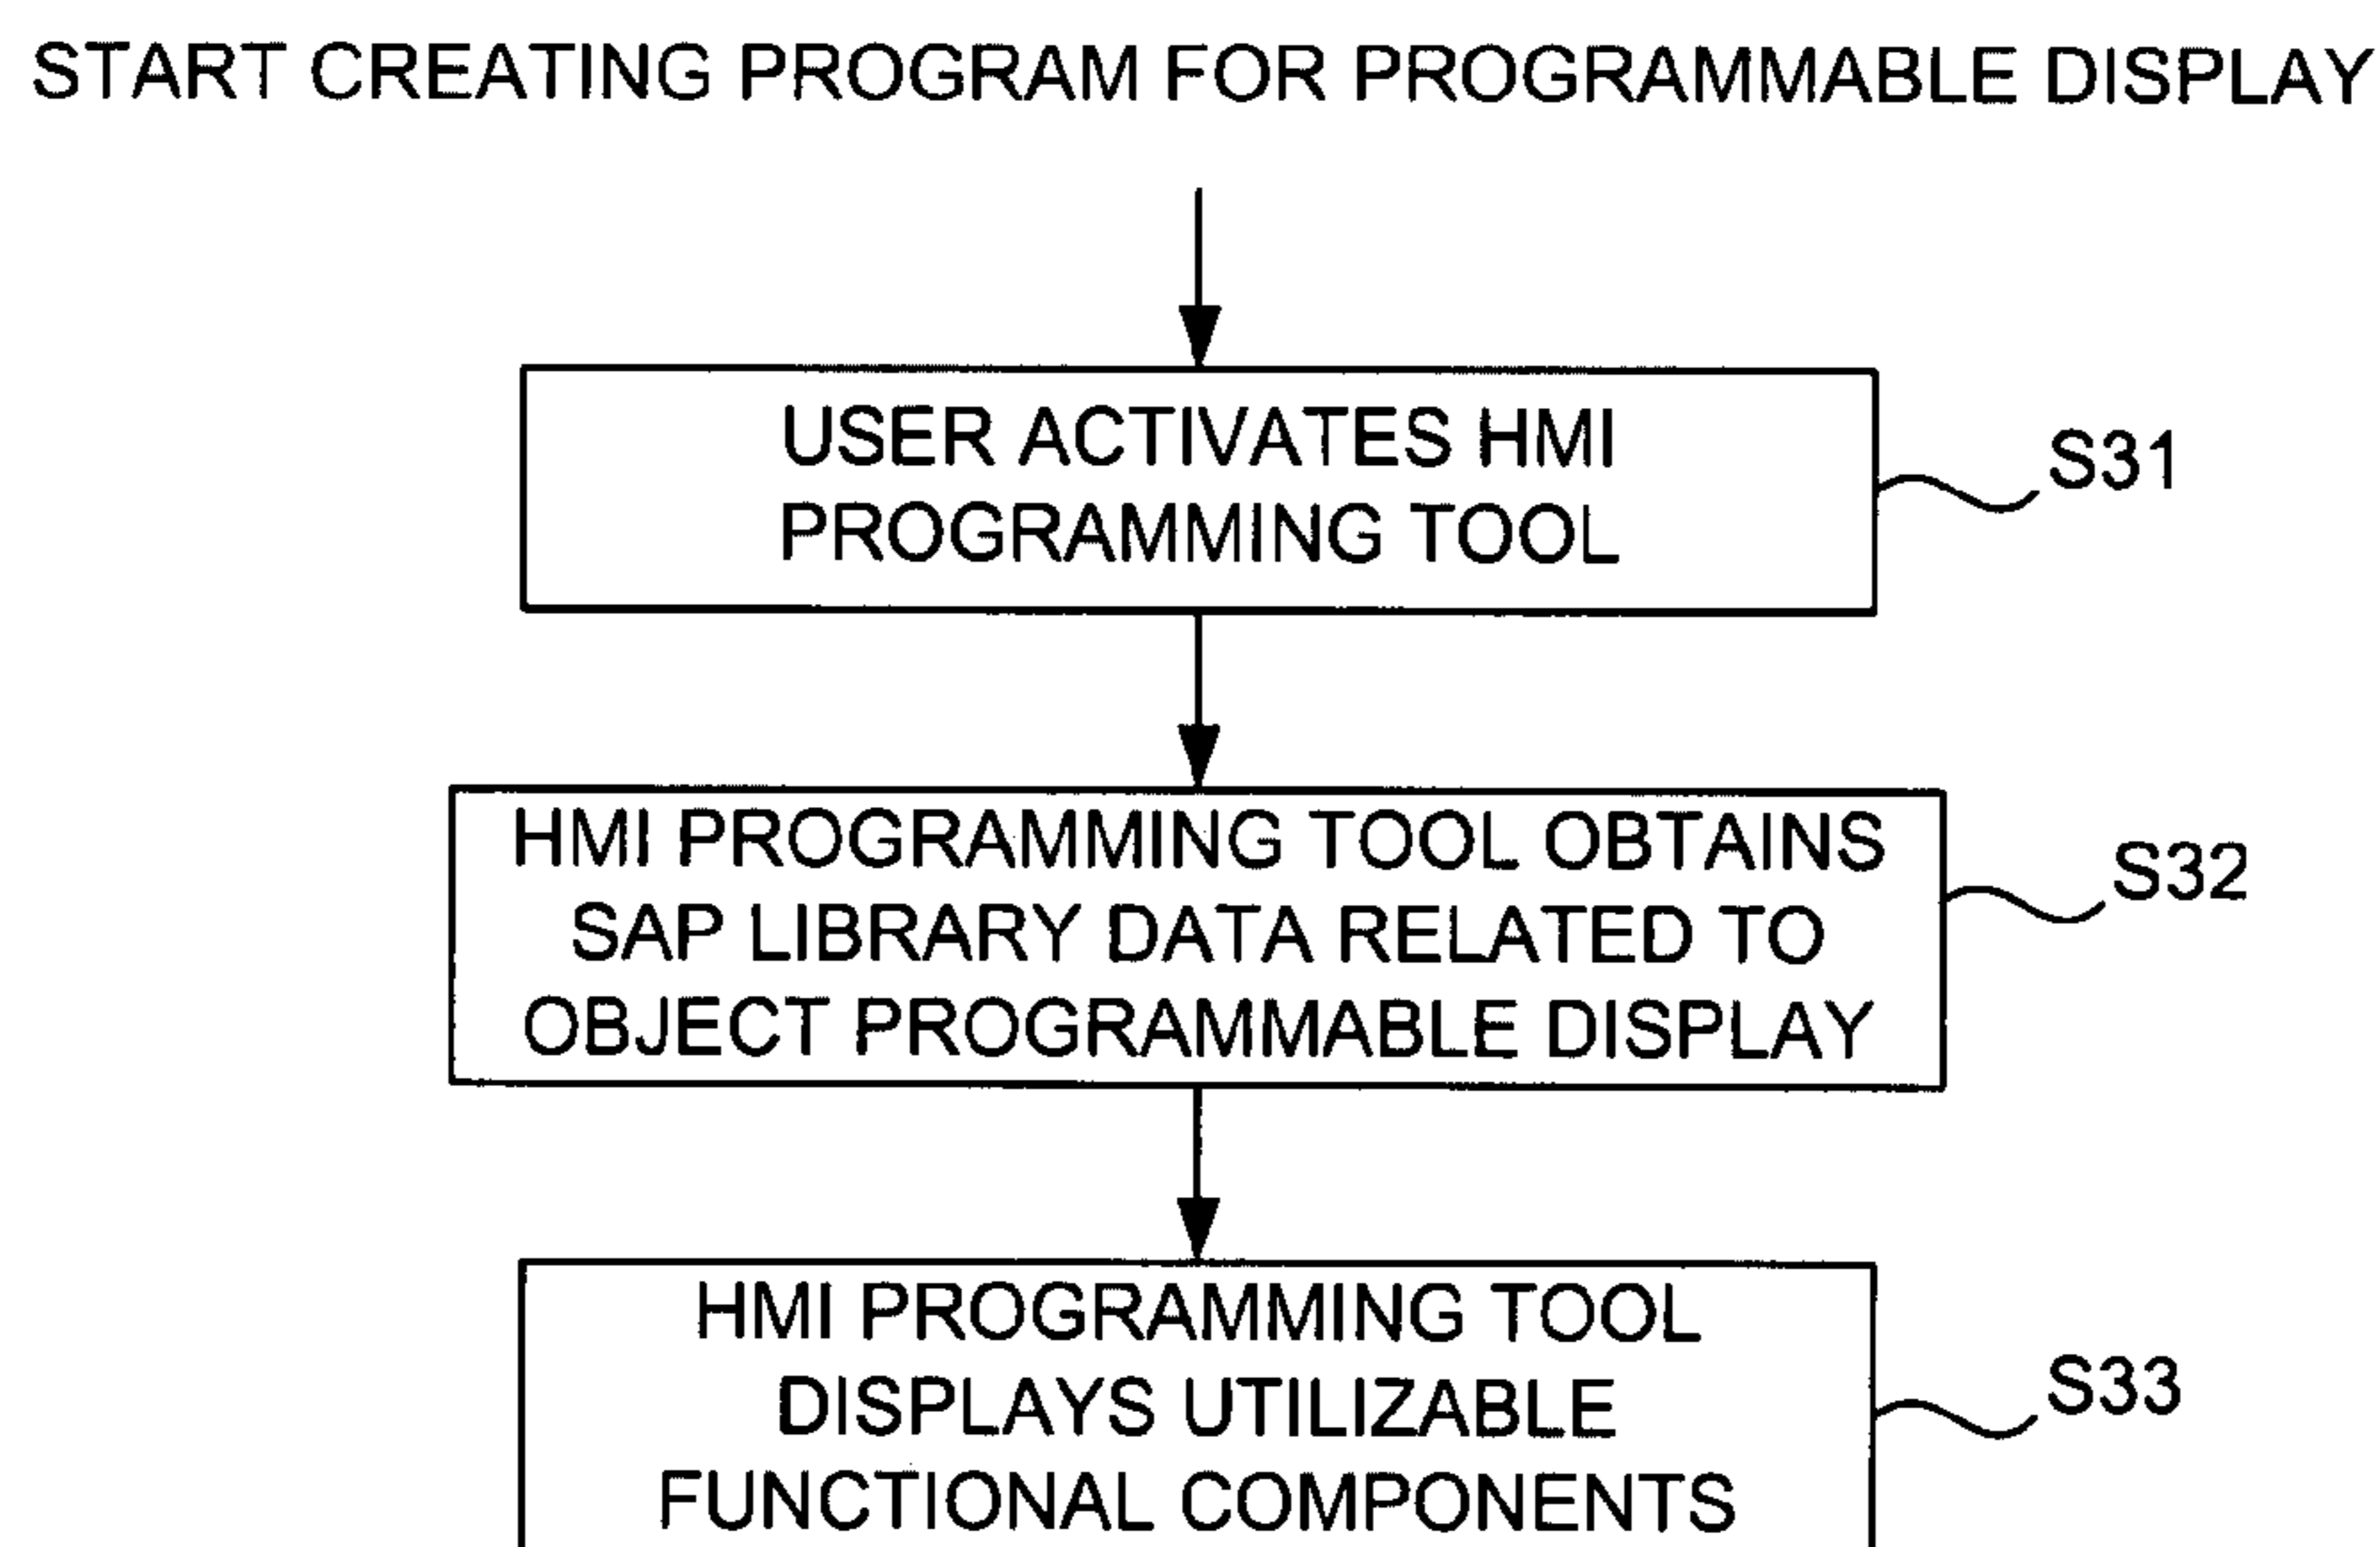 START CREATING PROGRAM FOR PROGRAMMABLE DISPLAY
USER ACTIVATES HMI
PROGRAMMING TOOL
S31
HMI PROGRAMMING TOOL OBTAINS
SAP LIBRARY DATA RELATED TO
OBJECT PROGRAMMABLE DISPLAY
S32
HMI PROGRAMMING TOOL
DISPLAYS UTILIZABLE
FUNCTIONAL COMPONENTS
S33